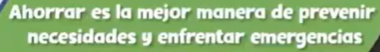 Ahorrar es la mejor manera de prevenir
necesidades y enfrentar emergencias